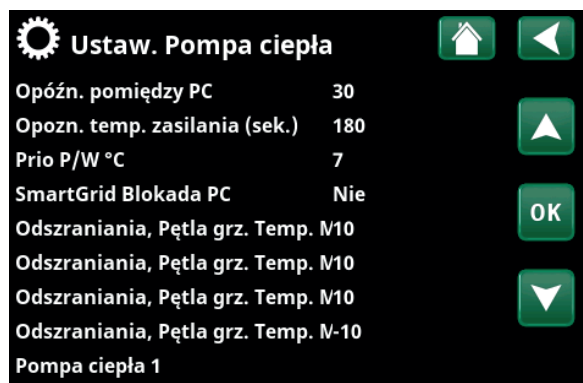 Ustaw. Pompa ciepła
Opóźn. pomiędzy PC 30
Opozn. temp. zasilania (sek.) 180
Prio P/W °C 7
SmartGrid Blokada PC Nie
Odszraniania, Pętla grz. Temp. M10
Odszraniania, Pętla grz. Temp. M10
Odszraniania, Pętla grz. Temp. M10
Odszraniania, Pętla grz. Temp. M-10
Pompa ciepła 1
OK